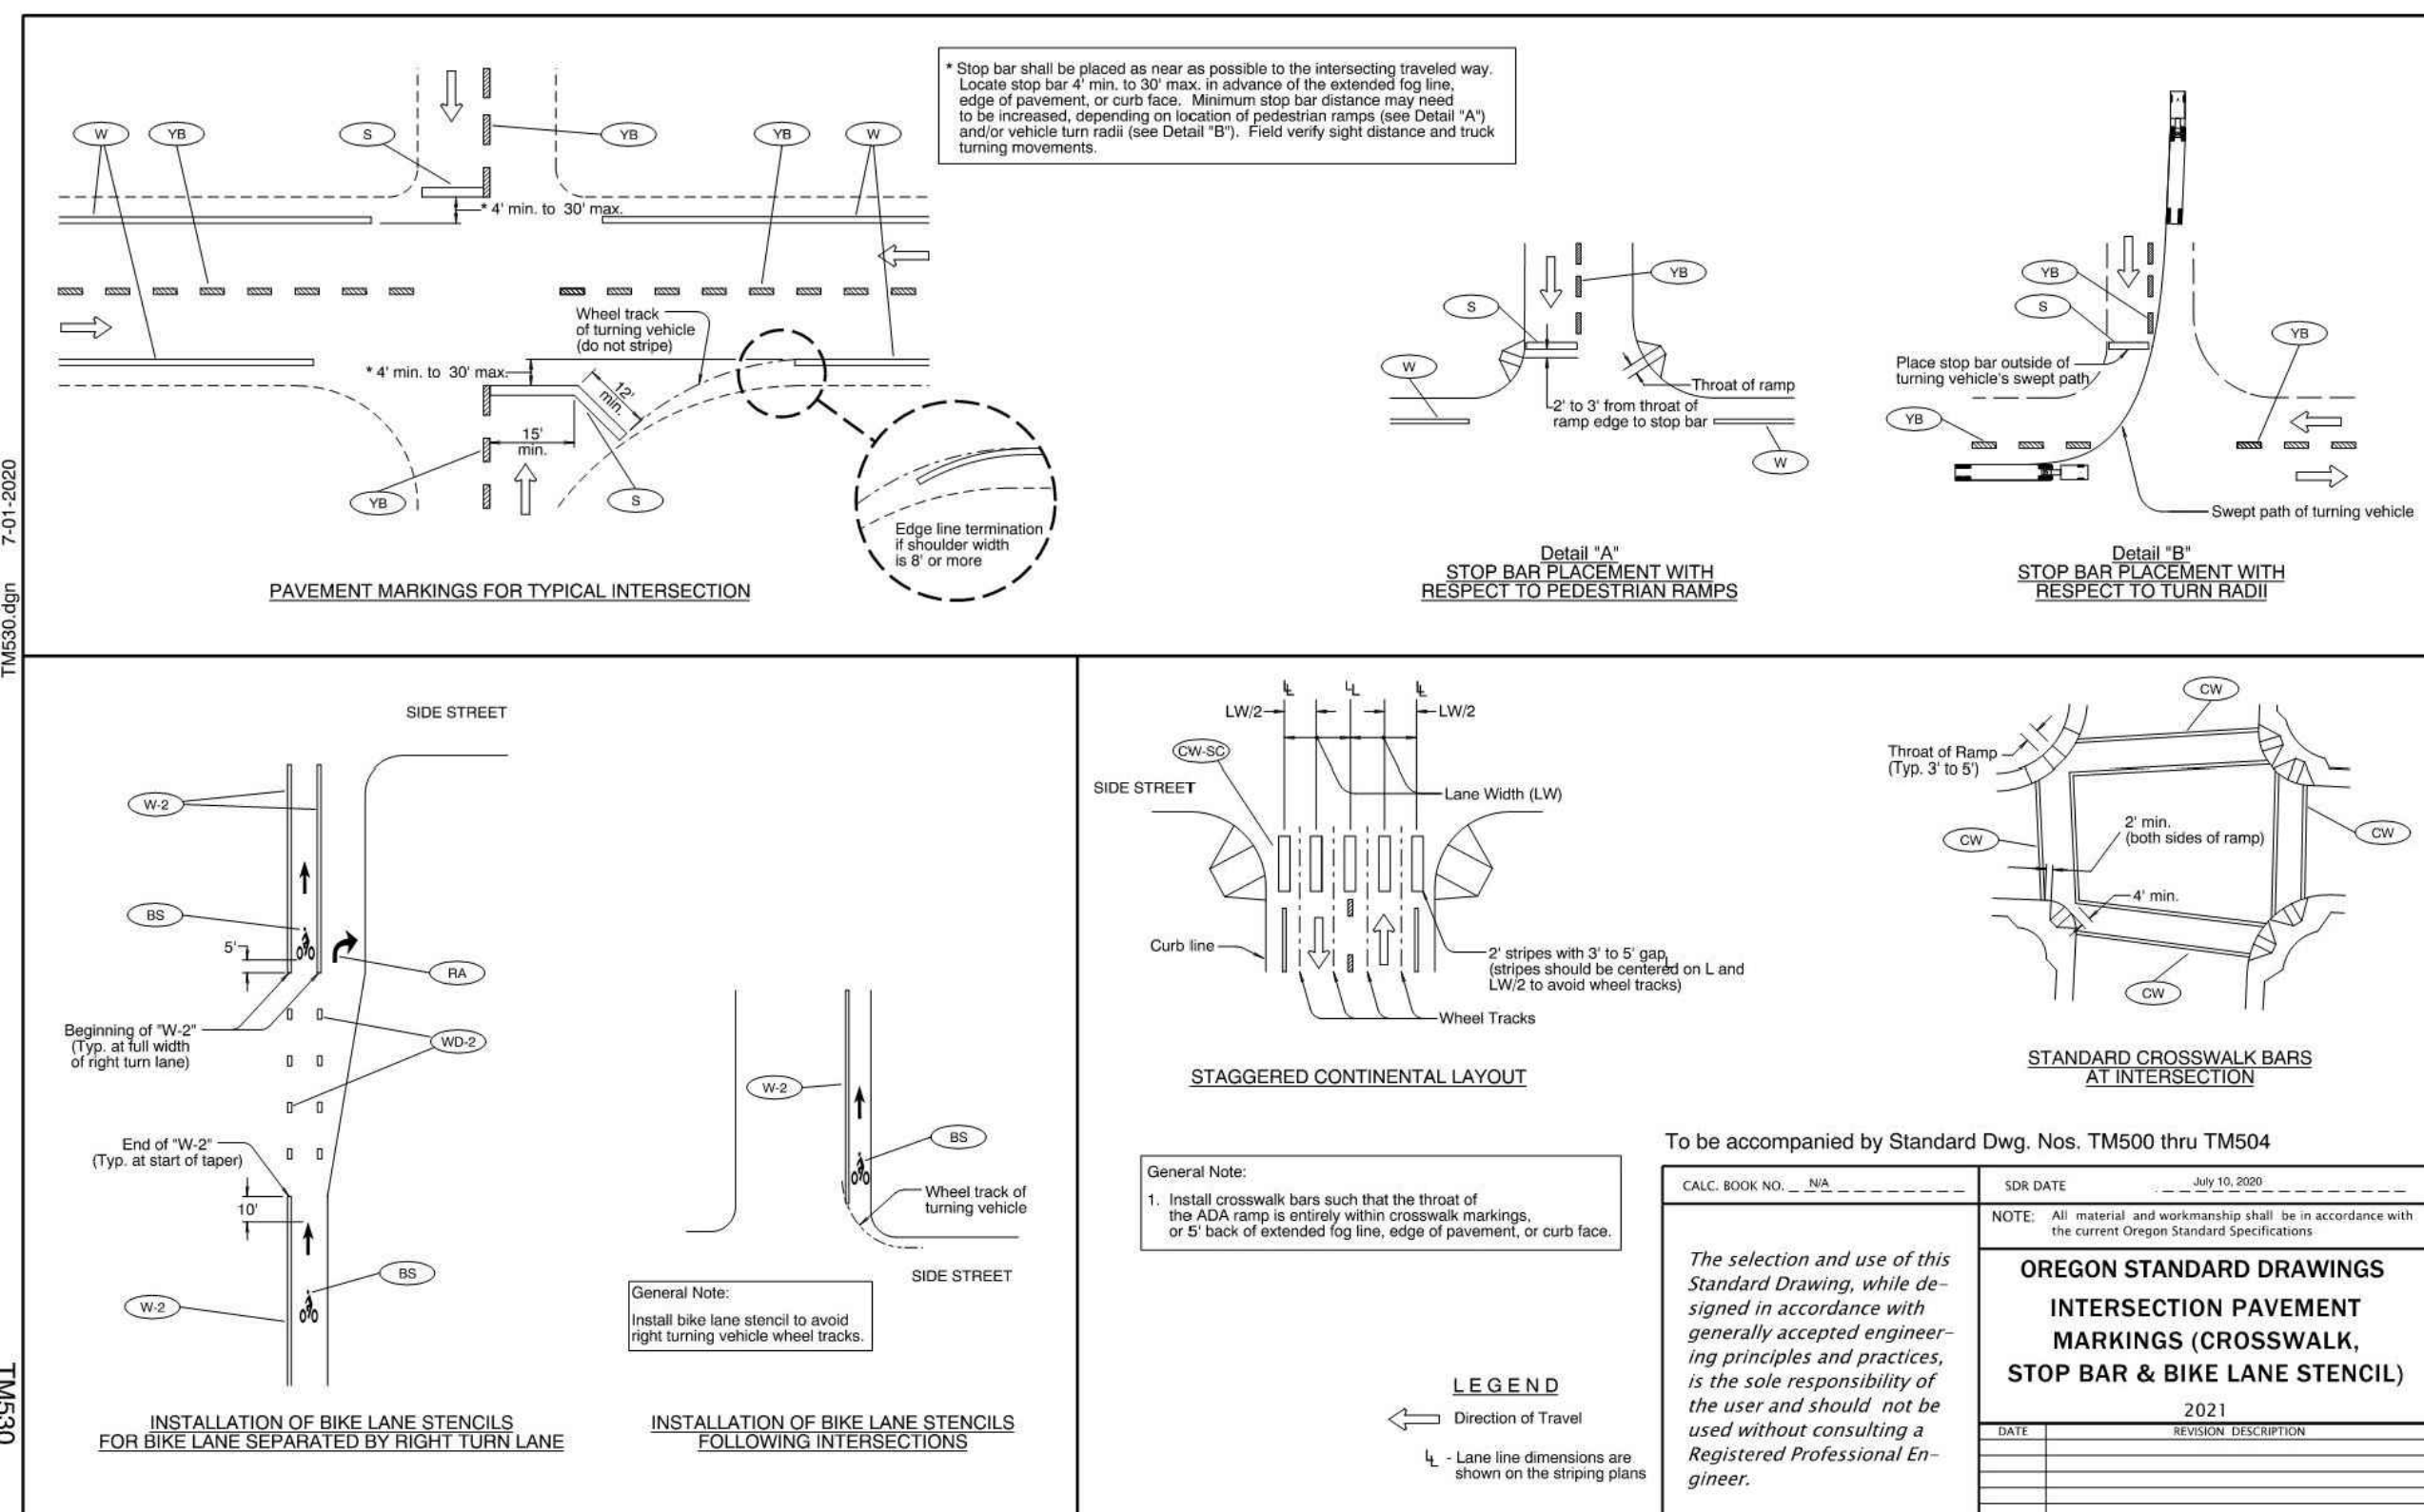 * Stop bar shall be placed as near as possible to the intersecting traveled way.
Locate stop bar 4' min. to 30' max. in advance of the extended fog line,
edge of pavement, or curb face. Minimum stop bar distance may need
to be increased, depending on location of pedestrian ramps (see Detail "A")
and/or vehicle turn radii (see Detail "B"). Field verify sight distance and truck
turning movements.
W
YB
S
YB
YB
W
* 4' min. to 30' max.
Wheel track
of turning vehicle
(do not stripe)
* 4' min. to 30' max.
12'
min.
15'
min.
YB
S
Edge line termination
if shoulder width
is 8' or more
PAVEMENT MARKINGS FOR TYPICAL INTERSECTION
YB
S
W
Throat of ramp
2' to 3' from throat of
ramp edge to stop bar
W
Detail "A"
STOP BAR PLACEMENT WITH
RESPECT TO PEDESTRIAN RAMPS
YB
S
YB
Place stop bar outside of
turning vehicle's swept path
YB
Swept path of turning vehicle
Detail "B"
STOP BAR PLACEMENT WITH
RESPECT TO TURN RADII
TM530.dgn 7-01-2020
TM530
SIDE STREET
W-2
BS
5'
RA
Beginning of "W-2"
(Typ. at full width
of right turn lane)
WD-2
End of "W-2"
(Typ. at start of taper)
10'
BS
W-2
INSTALLATION OF BIKE LANE STENCILS
FOR BIKE LANE SEPARATED BY RIGHT TURN LANE
W-2
BS
Wheel track of
turning vehicle
SIDE STREET
General Note:
Install bike lane stencil to avoid
right turning vehicle wheel tracks.
INSTALLATION OF BIKE LANE STENCILS
FOLLOWING INTERSECTIONS
LW/2
LW/2
CW-SC
SIDE STREET
Lane Width (LW)
Curb line
2' stripes with 3' to 5' gap
(stripes should be centered on L and
LW/2 to avoid wheel tracks)
Wheel Tracks
STAGGERED CONTINENTAL LAYOUT
CW
Throat of Ramp
(Typ. 3' to 5')
2' min.
(both sides of ramp)
CW
CW
4' min.
CW
STANDARD CROSSWALK BARS
AT INTERSECTION
General Note:
1. Install crosswalk bars such that the throat of
the ADA ramp is entirely within crosswalk markings,
or 5' back of extended fog line, edge of pavement, or curb face.
LEGEND
Direction of Travel
- Lane line dimensions are
shown on the striping plans
To be accompanied by Standard Dwg. Nos. TM500 thru TM504
CALC. BOOK NO. N/A
SDR DATE July 10, 2020
NOTE: All material and workmanship shall be in accordance with
the current Oregon Standard Specifications
The selection and use of this
Standard Drawing, while de-
signed in accordance with
generally accepted engineer-
ing principles and practices,
is the sole responsibility of
the user and should not be
used without consulting a
Registered Professional En-
gineer.
OREGON STANDARD DRAWINGS
INTERSECTION PAVEMENT
MARKINGS (CROSSWALK,
STOP BAR & BIKE LANE STENCIL)
2021
DATE
REVISION DESCRIPTION